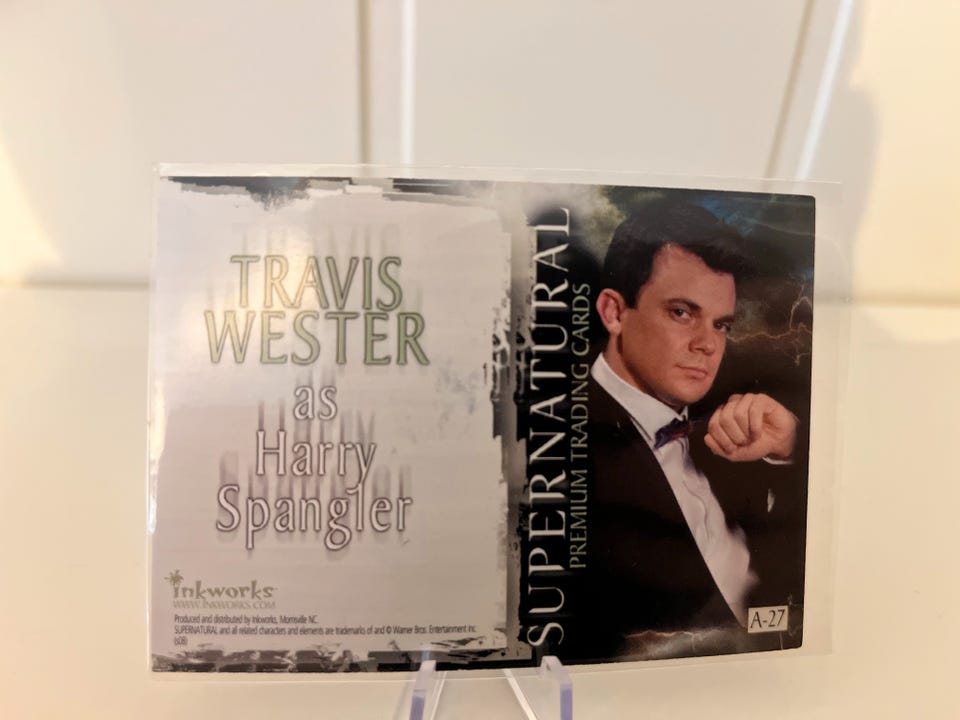 TRAVIS
WESTER
as
Harry
Spangler
inkworks
WWW.INKWORKS.COM
Produced and distributed by Inkworks, Morrisville NC.
SUPERNATURAL and all related characters and elements are trademarks of and © Warner Bros. Entertainment Inc.
(s08)
SUPERNATURAL
PREMIUM TRADING CARDS
A-27